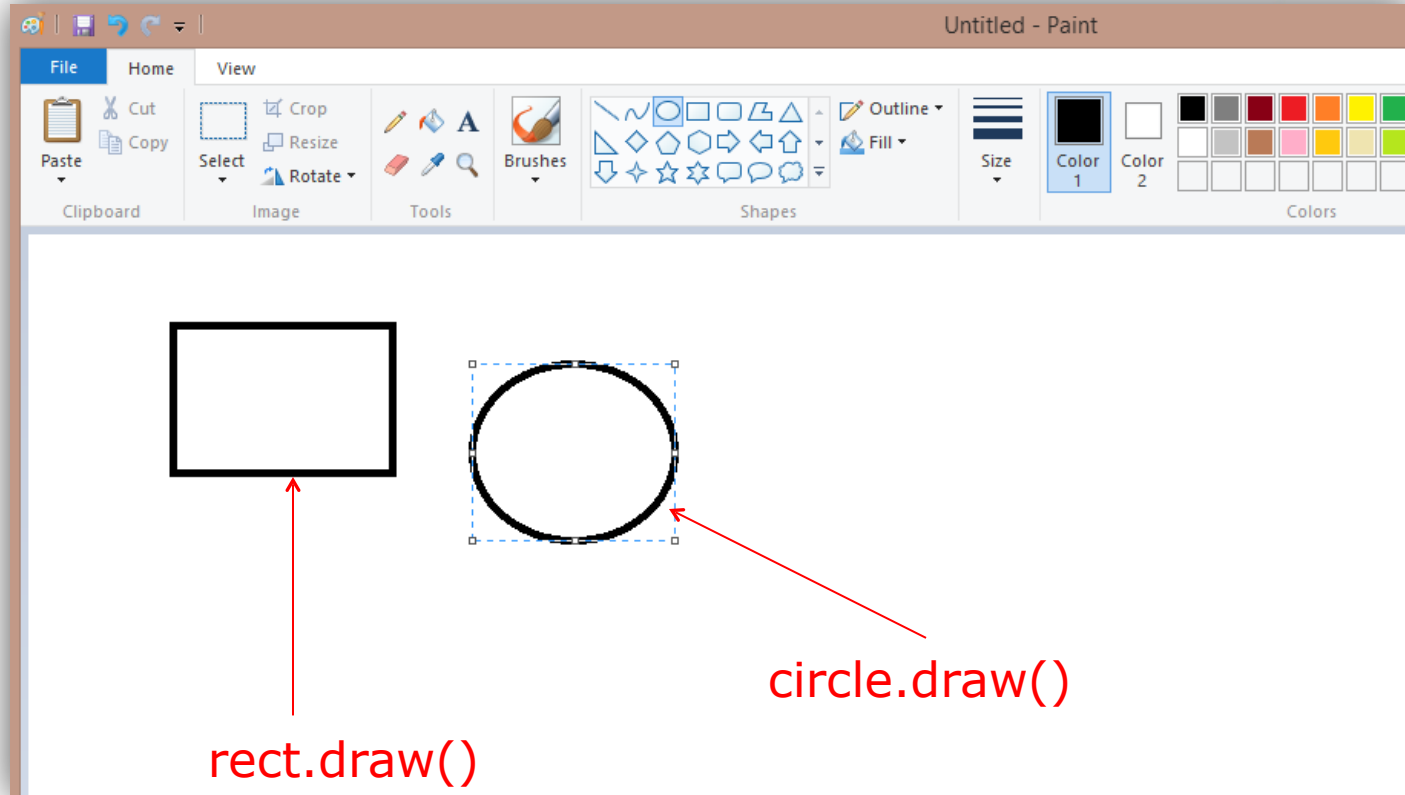 Untitled - Paint
File Home View
Cut
Copy
Paste
Clipboard
Select
Crop
Resize
Rotate
Image
A
Tools
Brushes
Outline
Fill
Shapes
Size
Color 1
Color 2
Colors
circle.draw()
rect.draw()